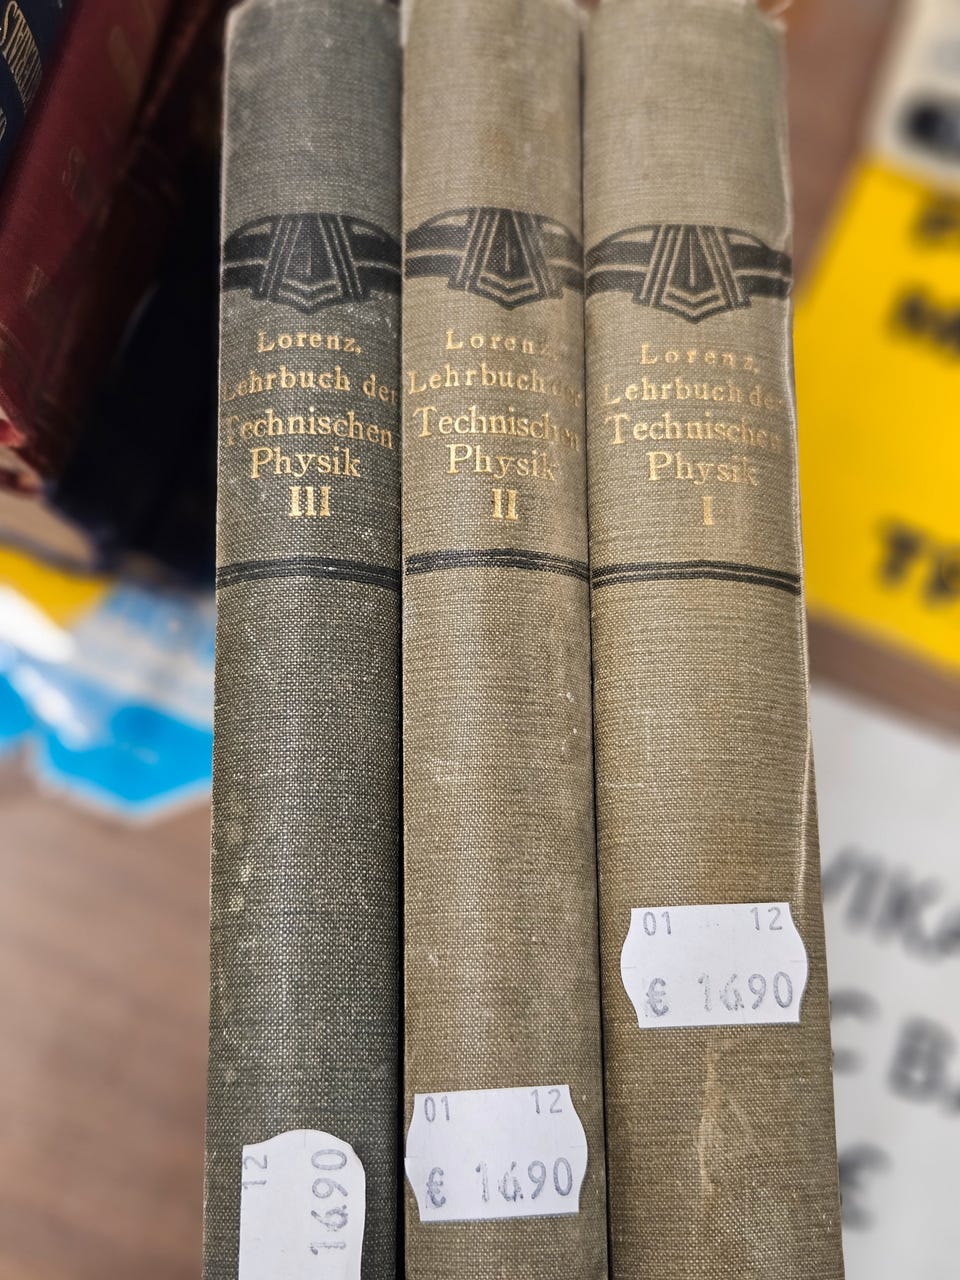 Lorenz,
Lehrbuch der
Technischen
Physik
III
Lorenz,
Lehrbuch der
Technischen
Physik
II
Lorenz,
Lehrbuch der
Technischen
Physik
I
01 12
€ 16.90
01 12
€ 16.90
12
16.90